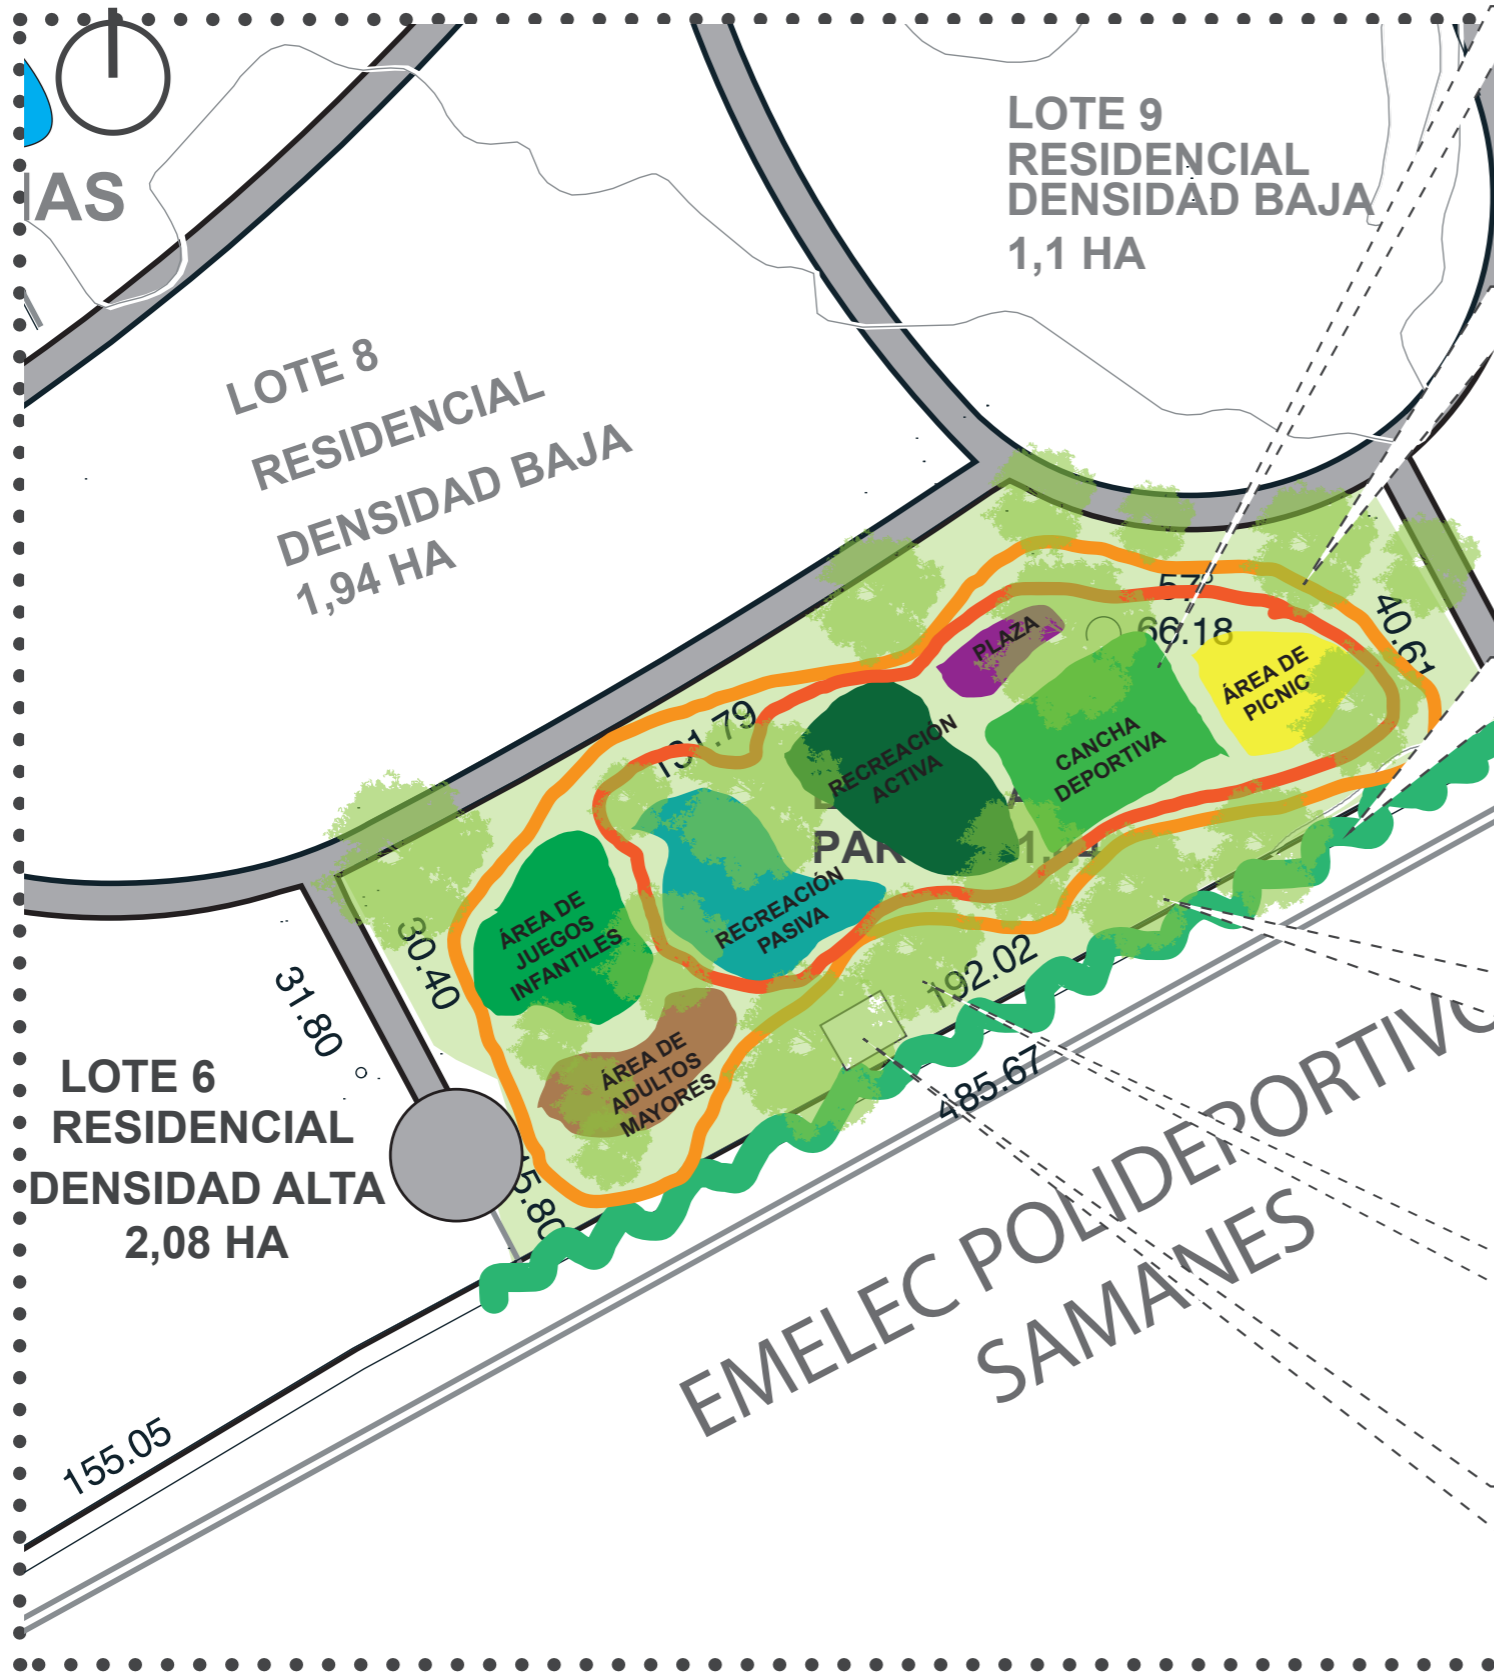 IAS
LOTE 9
RESIDENCIAL
DENSIDAD BAJA
1,1 HA
LOTE 8
RESIDENCIAL
DENSIDAD BAJA
1,94 HA
66.18
40.61
PLAZA
ÁREA DE
PICNIC
CANCHA
DEPORTIVA
RECREACIÓN
ACTIVA
RECREACIÓN
PASIVA
ÁREA DE
JUEGOS
INFANTILES
ÁREA DE
ADULTOS
MAYORES
30.40
31.80
192.02
485.67
LOTE 6
RESIDENCIAL
DENSIDAD ALTA
2,08 HA
EMELEC POLIDEPORTIVO
SAMANES
155.05